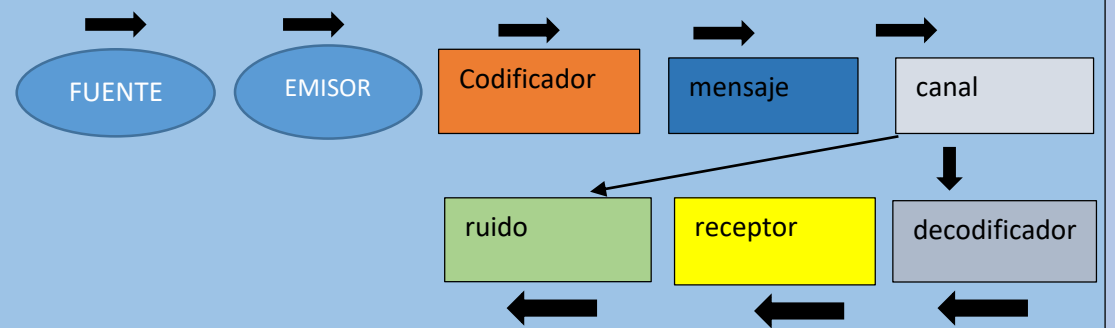 FUENTE
EMISOR
Codificador
mensaje
canal
ruido
receptor
decodificador